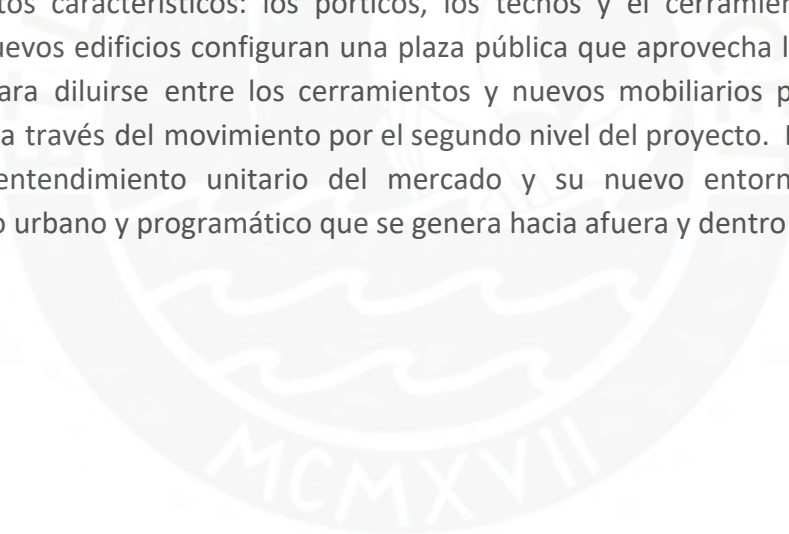 tos característicos: los pórticos, los techos y el cerramien
uevos edificios configuran una plaza pública que aprovecha l
ara diluirse entre los cerramientos y nuevos mobiliarios p
a través del movimiento por el segundo nivel del proyecto.
entendimiento unitario del mercado y su nuevo entorn
o urbano y programático que se genera hacia afuera y dentro
MCMXVII